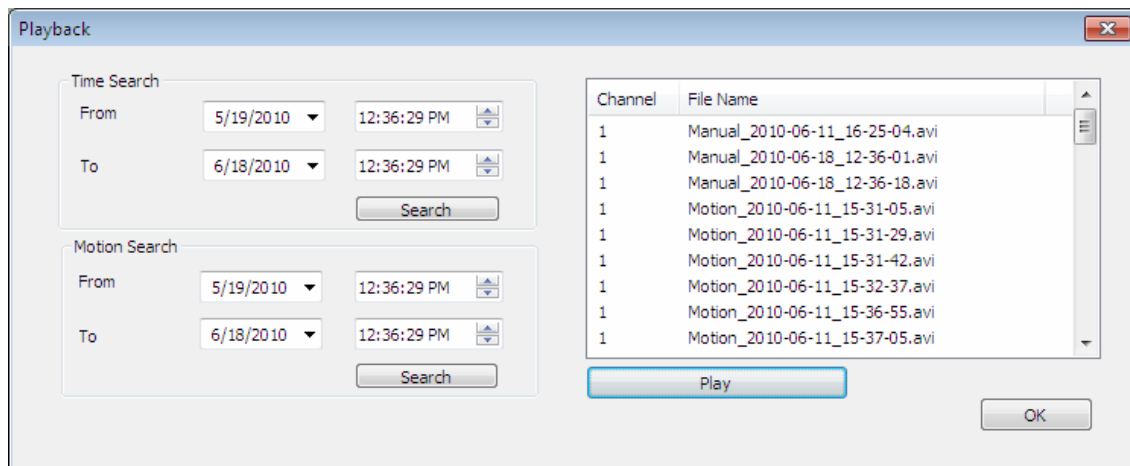 Playback
Time Search
From 5/19/2010 12:36:29 PM
To 6/18/2010 12:36:29 PM
Search
Motion Search
From 5/19/2010 12:36:29 PM
To 6/18/2010 12:36:29 PM
Search
Channel File Name
1 Manual_2010-06-11_16-25-04.avi
1 Manual_2010-06-18_12-36-01.avi
1 Manual_2010-06-18_12-36-18.avi
1 Motion_2010-06-11_15-31-05.avi
1 Motion_2010-06-11_15-31-29.avi
1 Motion_2010-06-11_15-31-42.avi
1 Motion_2010-06-11_15-32-37.avi
1 Motion_2010-06-11_15-36-55.avi
1 Motion_2010-06-11_15-37-05.avi
Play
OK